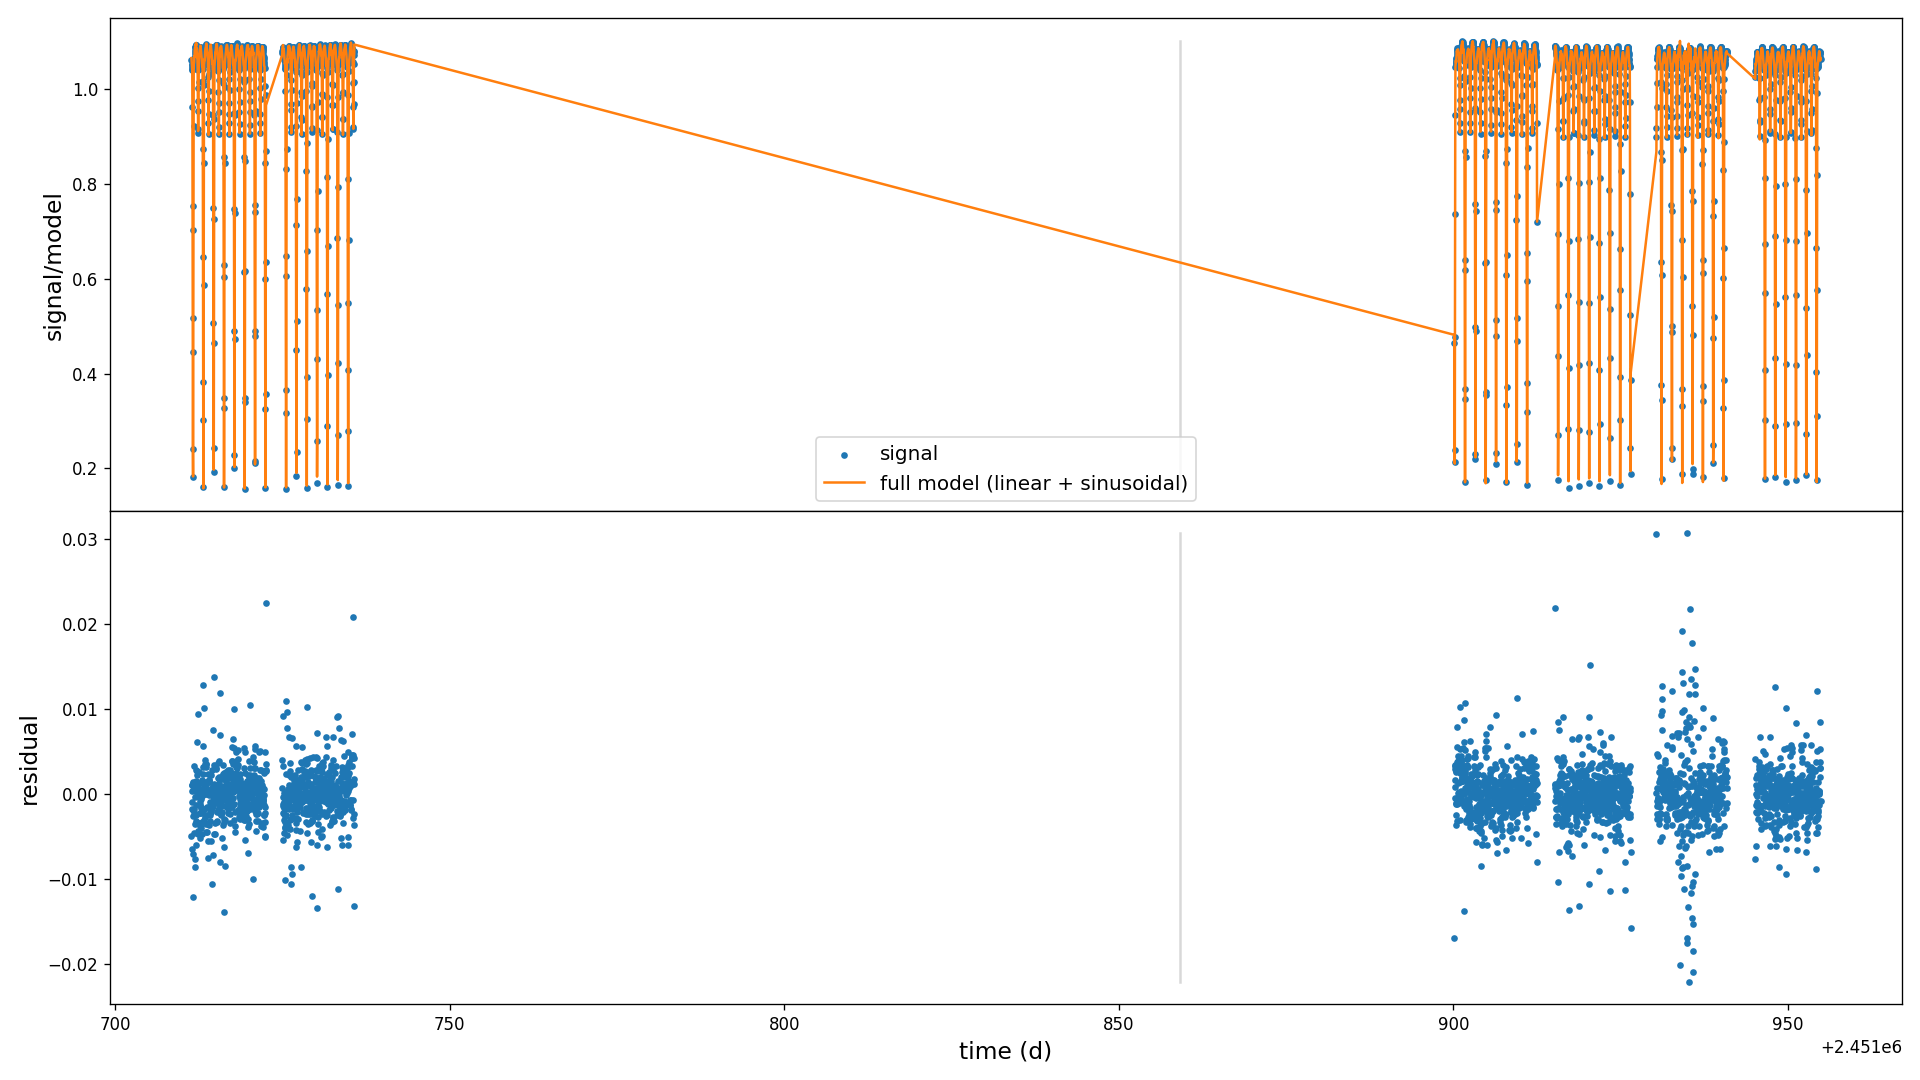 signal/model
1.0
0.8
0.6
0.4
0.2
signal
full model (linear + sinusoidal)
residual
0.03
0.02
0.01
0.00
−0.01
−0.02
700
750
800
850
900
950
time (d)
+2.451e6